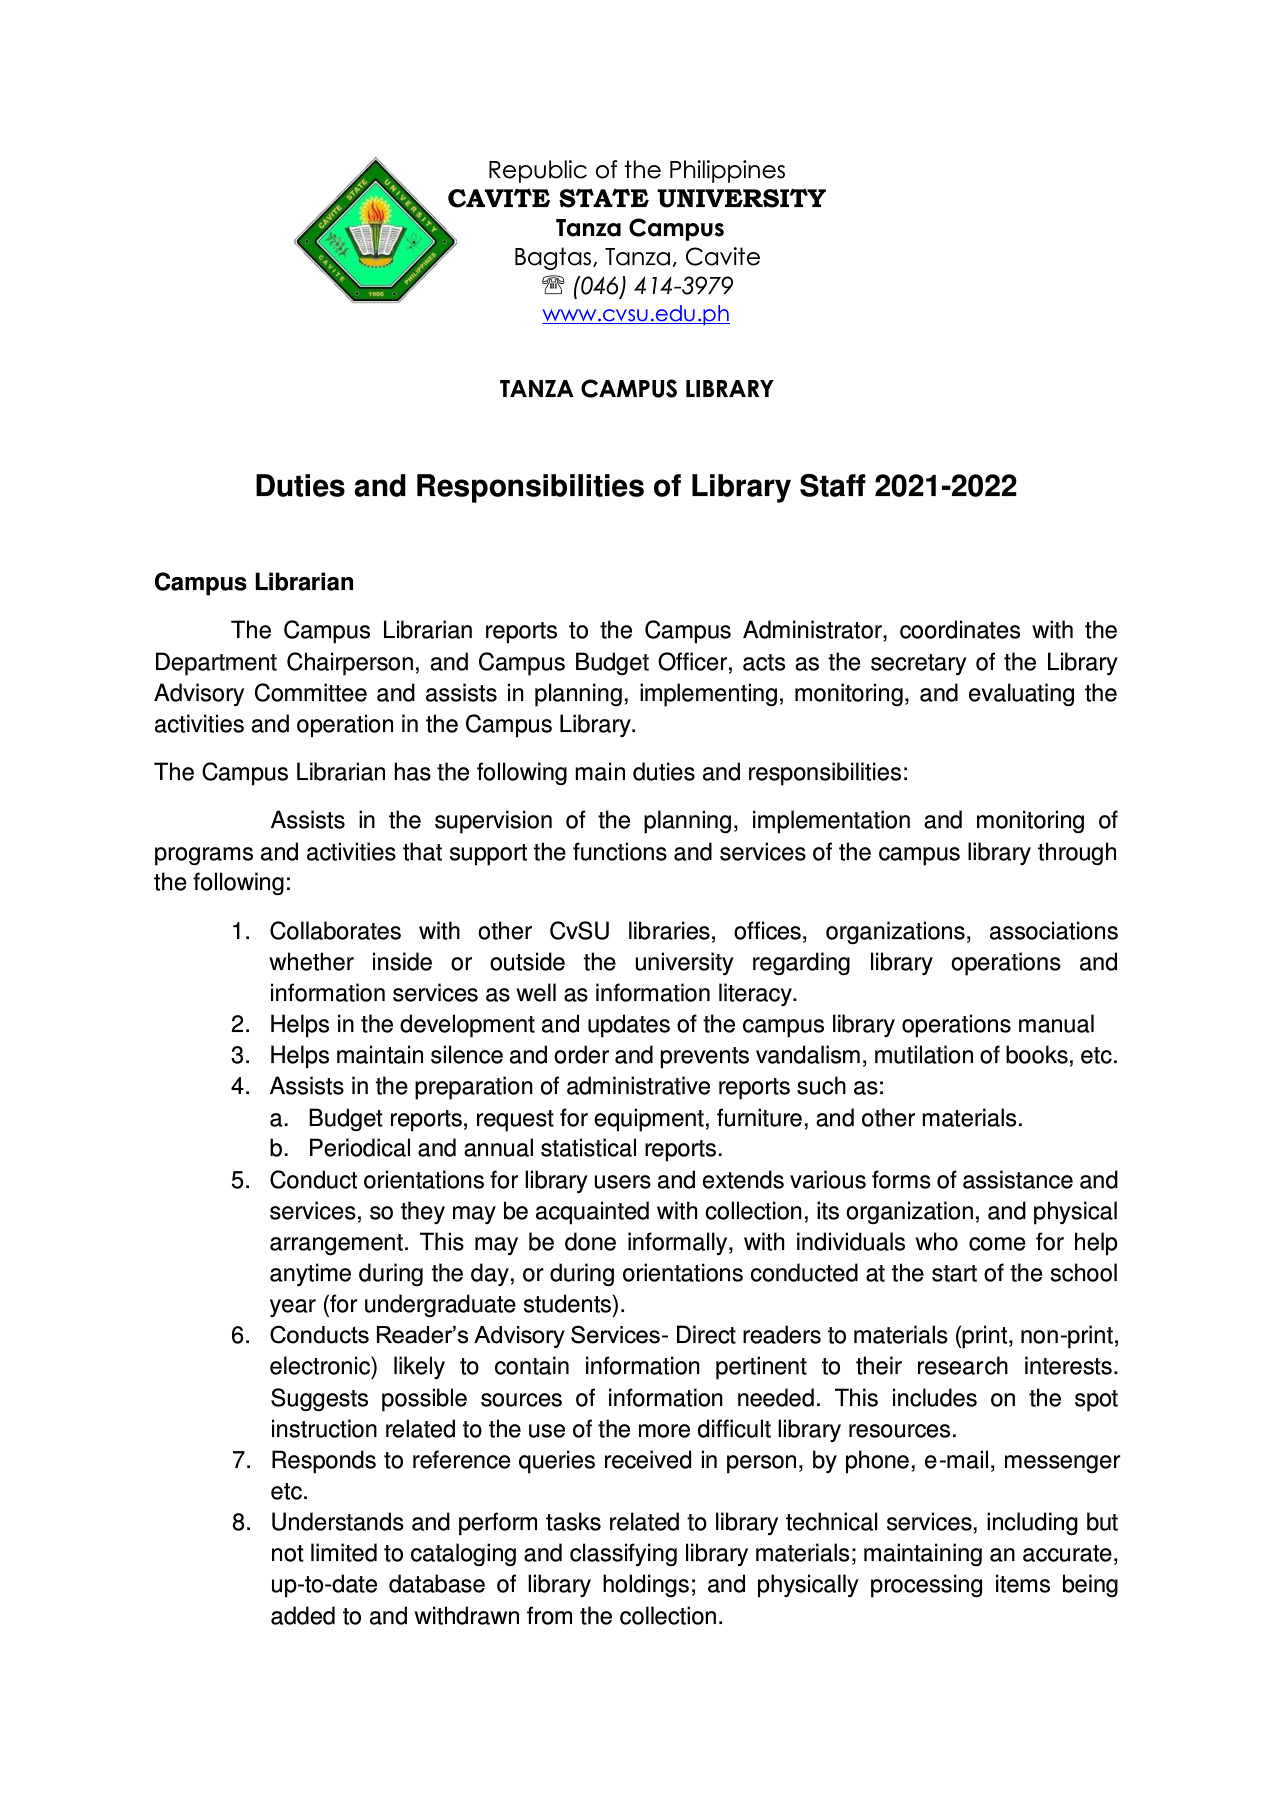 Republic of the Philippines
CAVITE STATE UNIVERSITY
Tanza Campus
Bagtas, Tanza, Cavite
☏ (046) 414-3979
www.cvsu.edu.ph
CAVITE STATE UNIVERSITY
CAVITE PHILIPPINES
1906
TANZA CAMPUS LIBRARY
Duties and Responsibilities of Library Staff 2021-2022
Campus Librarian
The Campus Librarian reports to the Campus Administrator, coordinates with the
Department Chairperson, and Campus Budget Officer, acts as the secretary of the Library
Advisory Committee and assists in planning, implementing, monitoring, and evaluating the
activities and operation in the Campus Library.
The Campus Librarian has the following main duties and responsibilities:
Assists in the supervision of the planning, implementation and monitoring of
programs and activities that support the functions and services of the campus library through
the following:
1. Collaborates with other CvSU libraries, offices, organizations, associations
whether inside or outside the university regarding library operations and
information services as well as information literacy.
2. Helps in the development and updates of the campus library operations manual
3. Helps maintain silence and order and prevents vandalism, mutilation of books, etc.
4. Assists in the preparation of administrative reports such as:
a. Budget reports, request for equipment, furniture, and other materials.
b. Periodical and annual statistical reports.
5. Conduct orientations for library users and extends various forms of assistance and
services, so they may be acquainted with collection, its organization, and physical
arrangement. This may be done informally, with individuals who come for help
anytime during the day, or during orientations conducted at the start of the school
year (for undergraduate students).
6. Conducts Reader’s Advisory Services- Direct readers to materials (print, non-print,
electronic) likely to contain information pertinent to their research interests.
Suggests possible sources of information needed. This includes on the spot
instruction related to the use of the more difficult library resources.
7. Responds to reference queries received in person, by phone, e-mail, messenger
etc.
8. Understands and perform tasks related to library technical services, including but
not limited to cataloging and classifying library materials; maintaining an accurate,
up-to-date database of library holdings; and physically processing items being
added to and withdrawn from the collection.